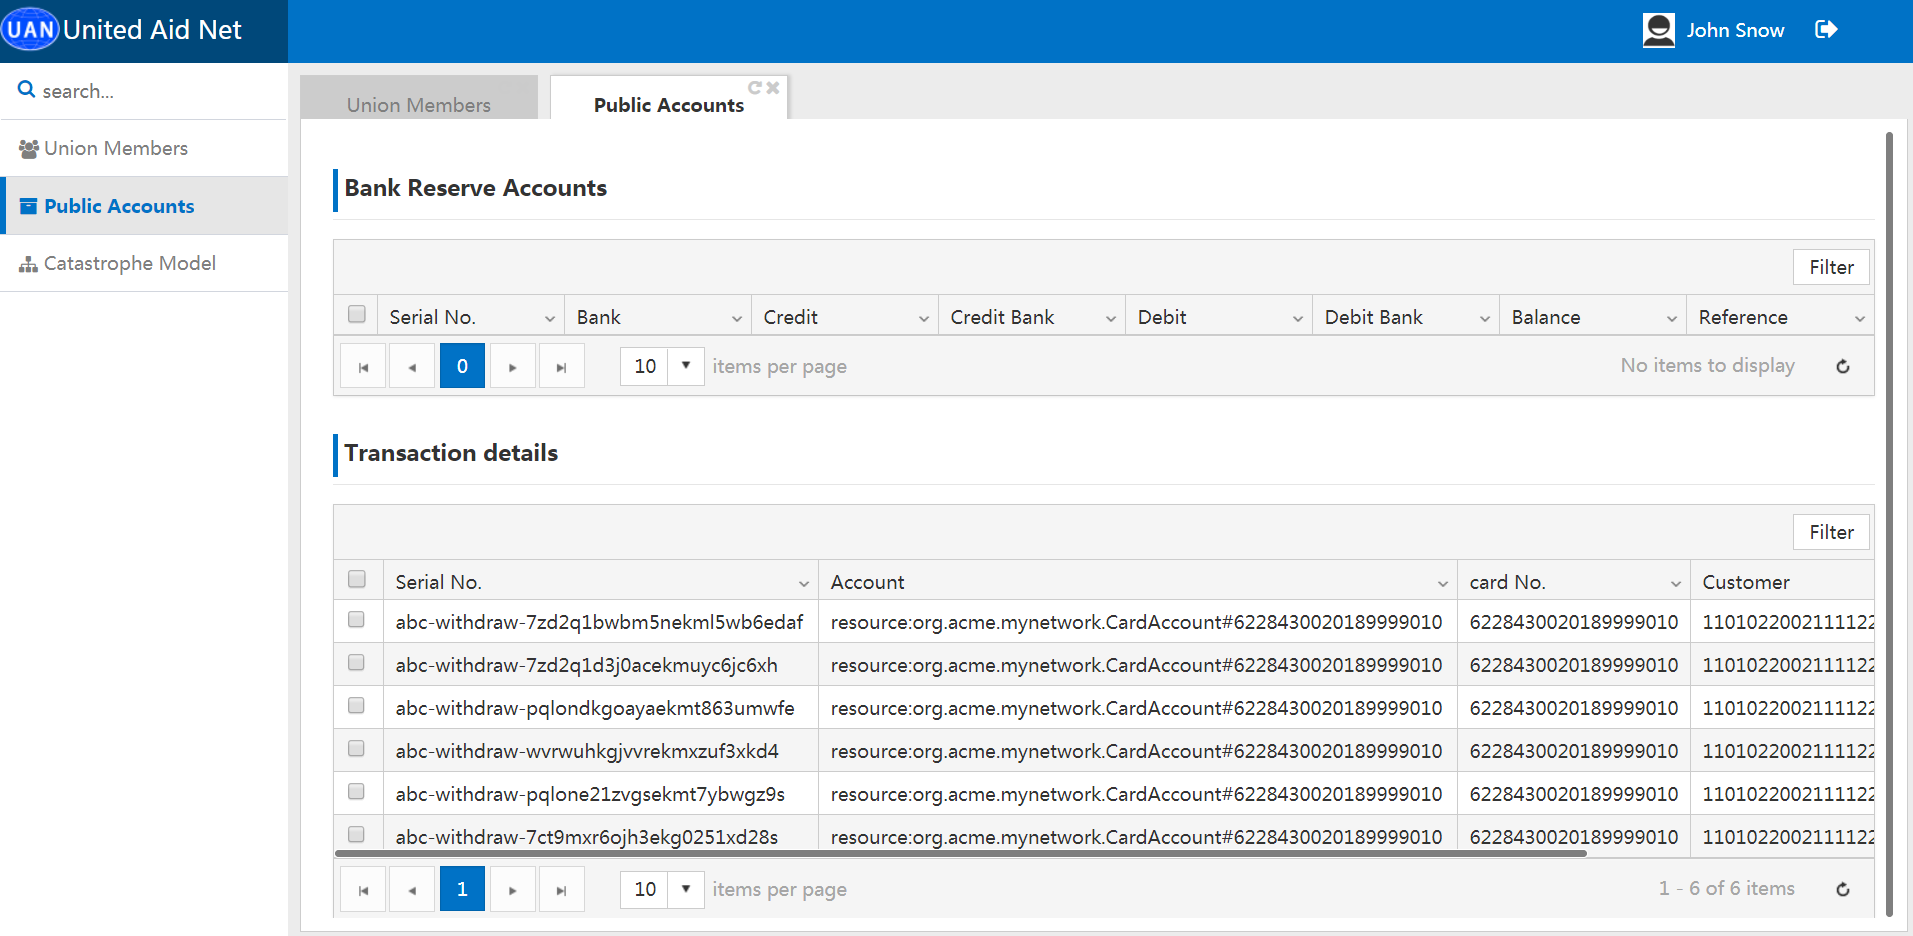 UAN United Aid Net
John Snow
search...
Union Members
Public Accounts
Catastrophe Model
Union Members
Public Accounts
Bank Reserve Accounts
Filter
Serial No. Bank Credit Credit Bank Debit Debit Bank Balance Reference
0 10 items per page No items to display
Transaction details
Filter
Serial No. Account card No. Customer
abc-withdraw-7zd2q1bwbm5nekml5wb6edaf resource:org.acme.mynetwork.CardAccount#6228430020189999010 6228430020189999010 1101022002111122
abc-withdraw-7zd2q1d3j0acekmuyc6jc6xh resource:org.acme.mynetwork.CardAccount#6228430020189999010 6228430020189999010 1101022002111122
abc-withdraw-pqlondkgoayaekmt863umwfe resource:org.acme.mynetwork.CardAccount#6228430020189999010 6228430020189999010 1101022002111122
abc-withdraw-wvrwuhkgjvvrekmxzuf3xkd4 resource:org.acme.mynetwork.CardAccount#6228430020189999010 6228430020189999010 1101022002111122
abc-withdraw-pqlone21zvgsekmt7ybwgz9s resource:org.acme.mynetwork.CardAccount#6228430020189999010 6228430020189999010 1101022002111122
abc-withdraw-7ct9mxr6ojh3ekg0251xd28s resource:org.acme.mynetwork.CardAccount#6228430020189999010 6228430020189999010 1101022002111122
1 10 items per page 1 - 6 of 6 items